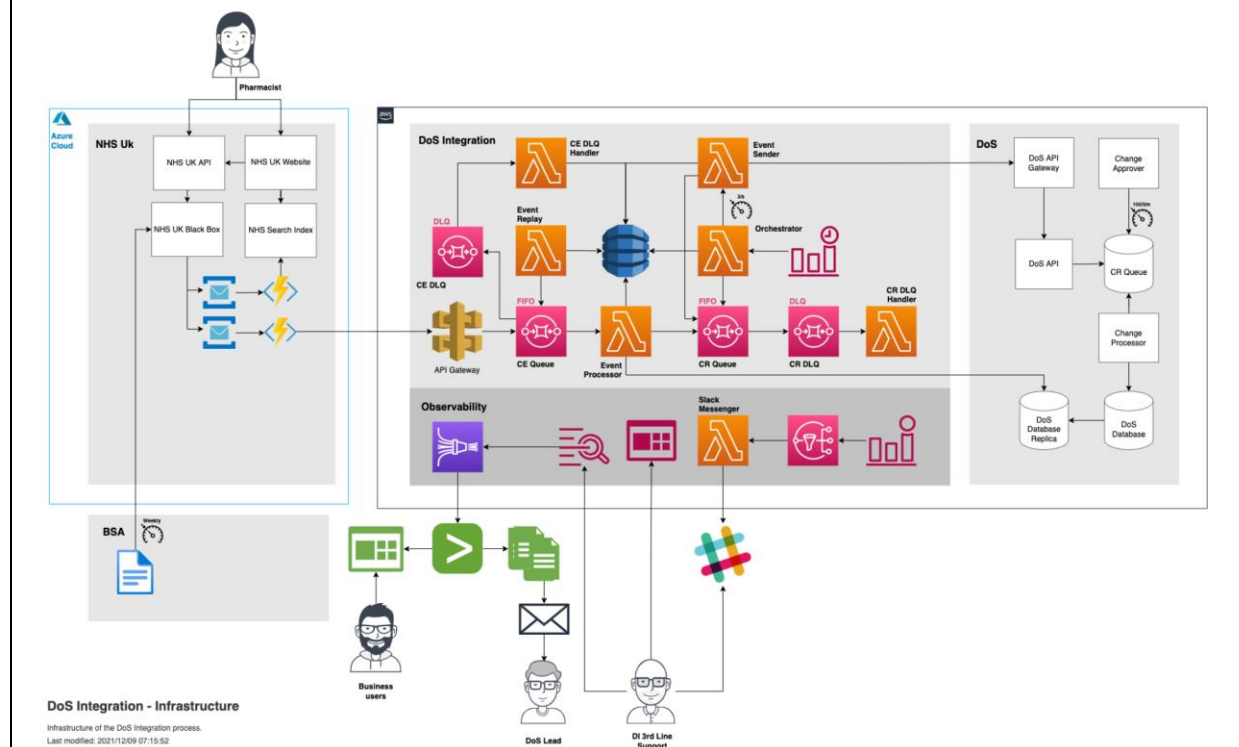 Pharmacist
Azure
Cloud
NHS Uk
NHS UK API
NHS UK Website
NHS UK Black Box
NHS Search Index
BSA
Weekly
aws
DoS Integration
CE DLQ
Handler
Event
Sender
DLQ
CE DLQ
Event
Replay
3/s
Orchestrator
FIFO
CE Queue
API Gateway
Event
Processor
FIFO
CR Queue
DLQ
CR DLQ
CR DLQ
Handler
DoS
DoS API
Gateway
Change
Approver
DoS API
CR Queue
Change
Processor
DoS
Database
Replica
DoS
Database
Observability
Slack
Messenger
Business
users
DoS Lead
DI 3rd Line
Support
DoS Integration - Infrastructure
Infrastructure of the DoS Integration process.
Last modified: 2021/12/09 07:15:52